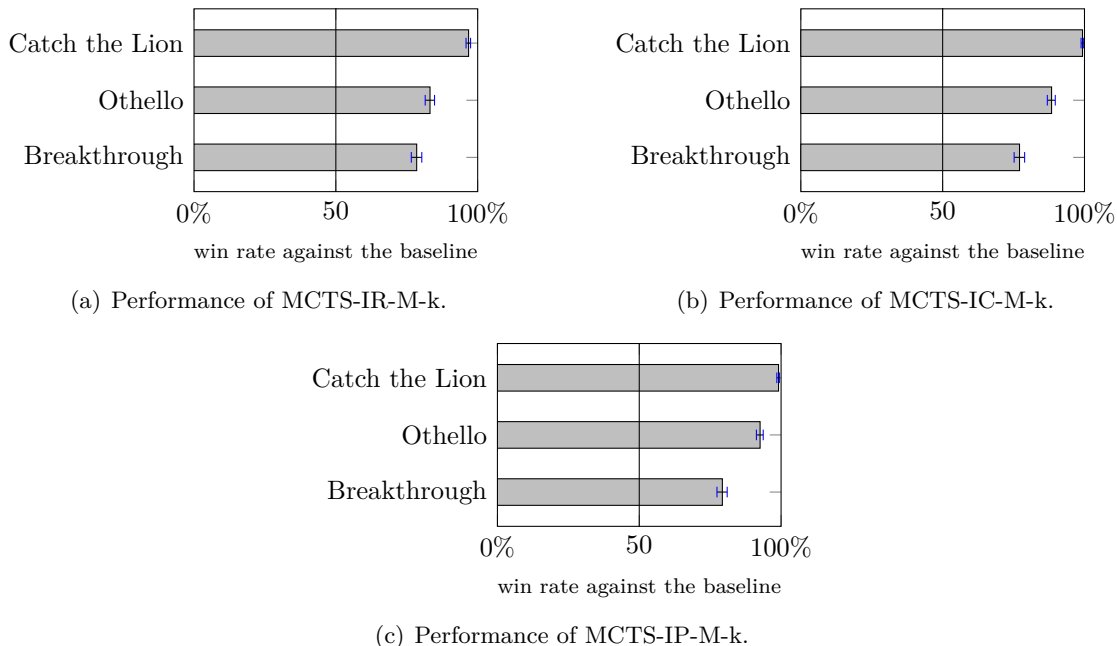 Catch the Lion
Othello
Breakthrough
0% 50 100%
win rate against the baseline
(a) Performance of MCTS-IR-M-k.
Catch the Lion
Othello
Breakthrough
0% 50 100%
win rate against the baseline
(b) Performance of MCTS-IC-M-k.
Catch the Lion
Othello
Breakthrough
0% 50 100%
win rate against the baseline
(c) Performance of MCTS-IP-M-k.